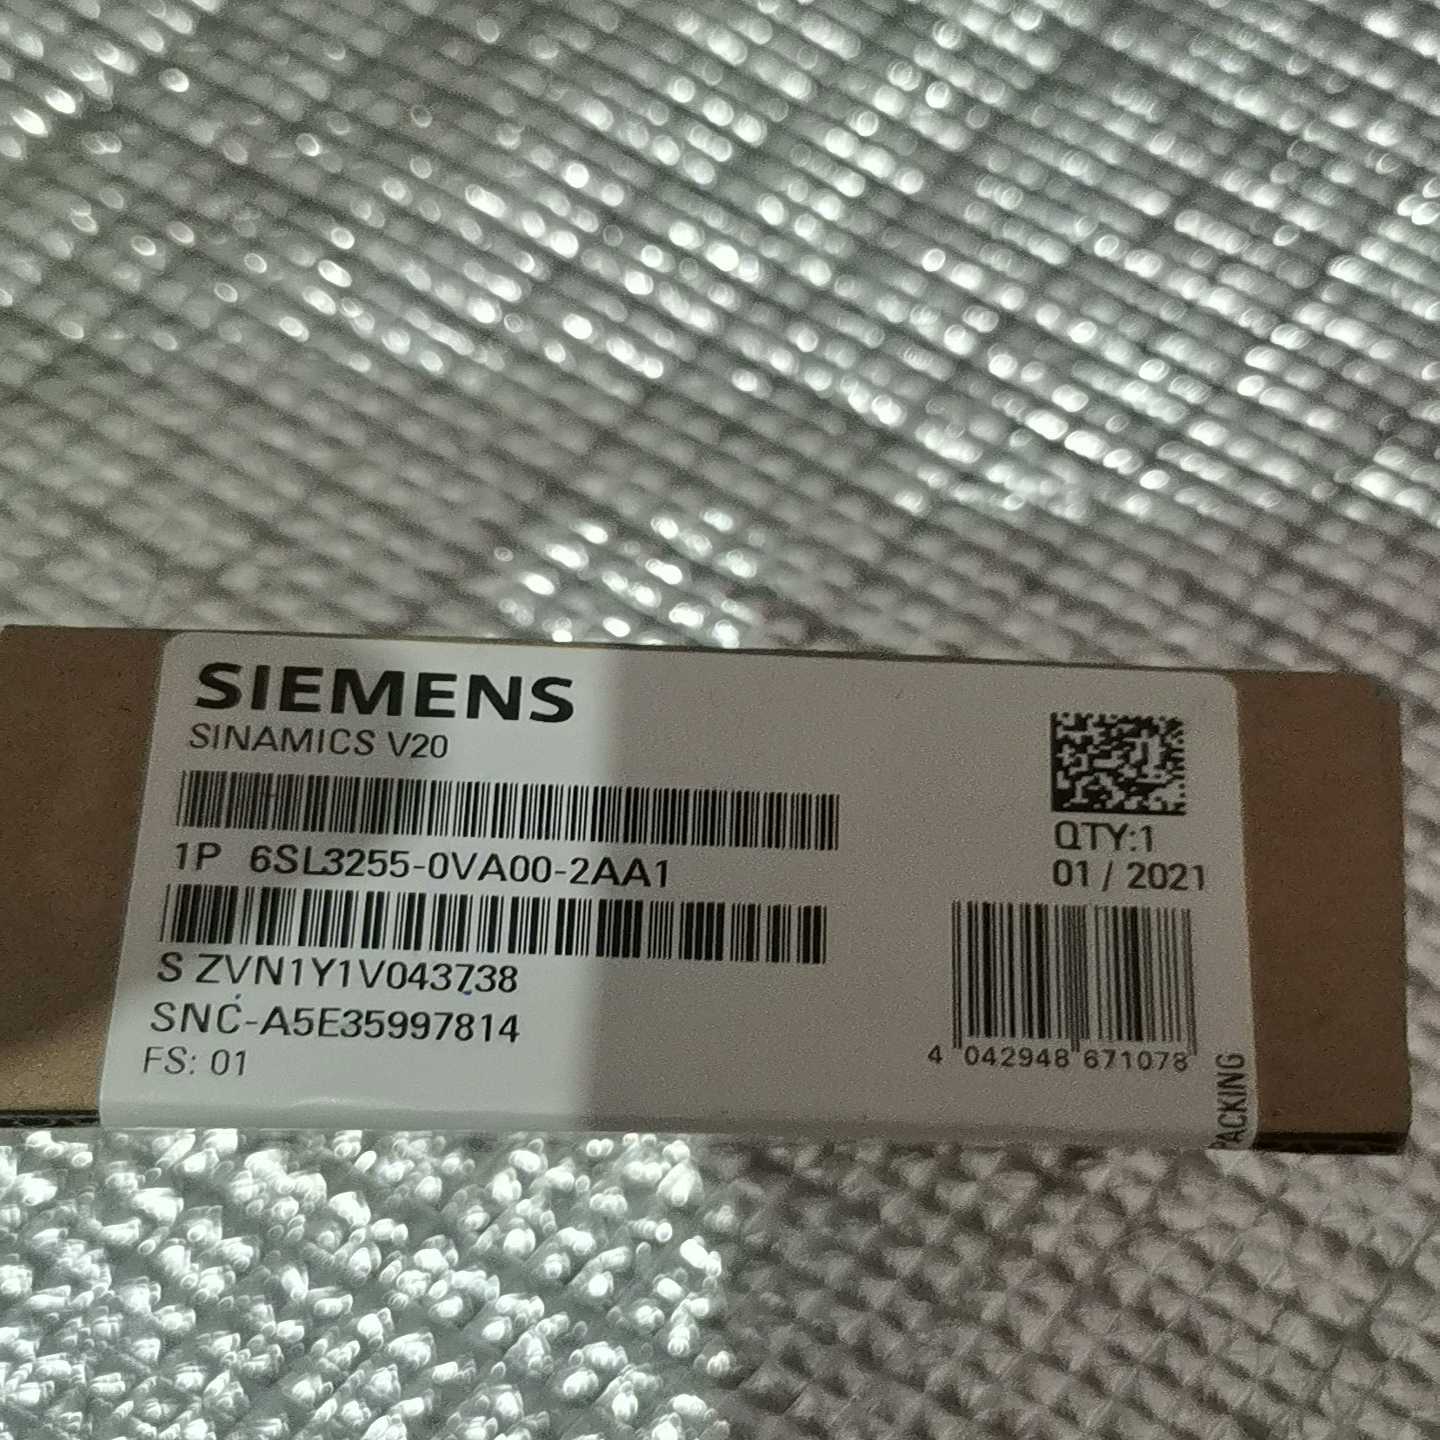 SIEMENS
SINAMICS V20
1P 6SL3255-0VA00-2AA1
S ZVN1Y1V043738
SNC-A5E35997814
FS: 01
QTY:1
01 / 2021
4 042948 671078
PACKING